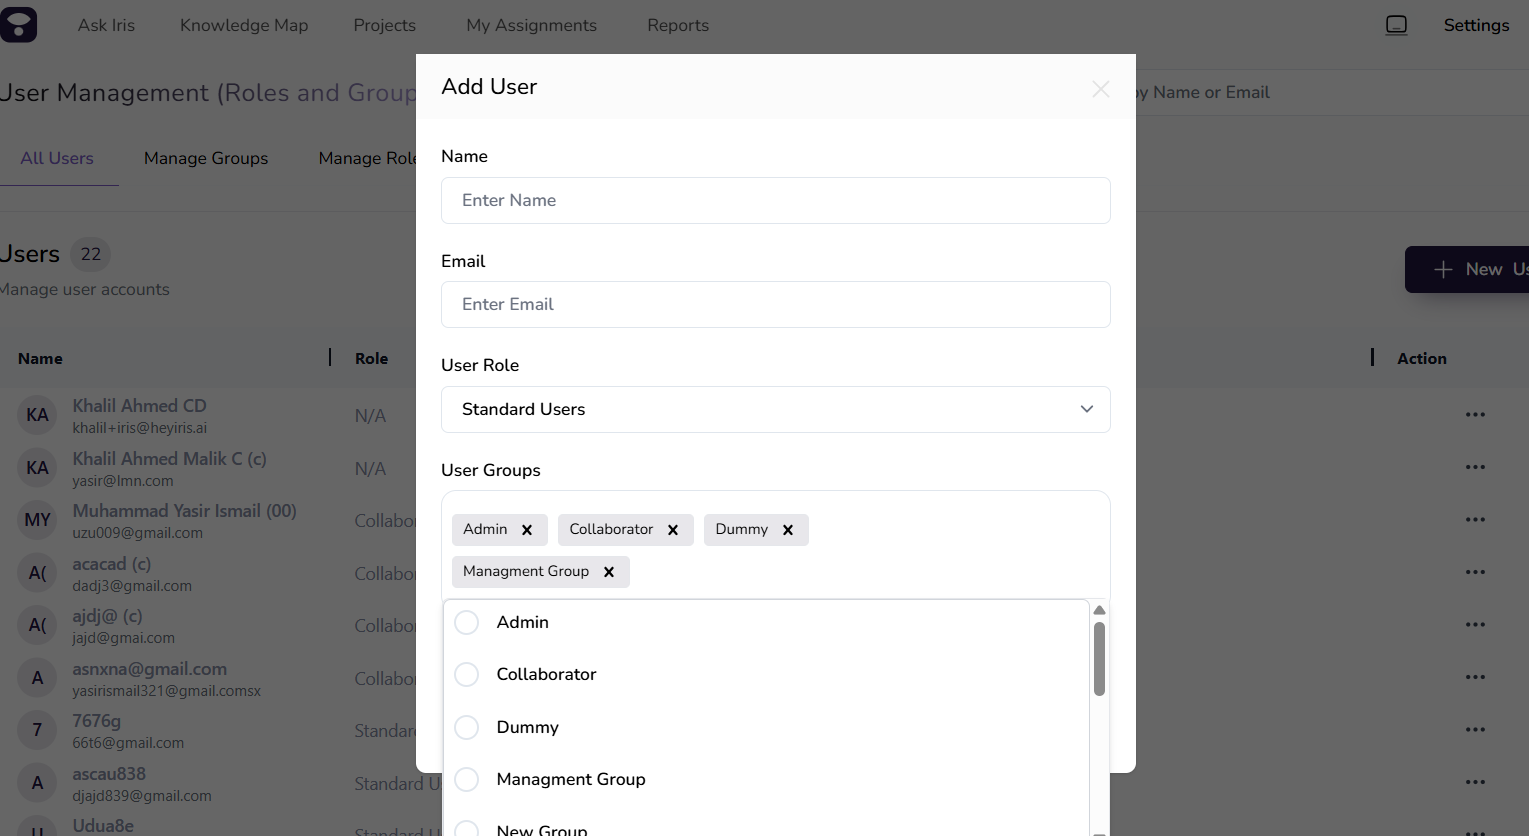 Ask Iris
Knowledge Map
Projects
My Assignments
Reports
Settings
User Management (Roles and Group
by Name or Email
All Users
Manage Groups
Manage Role
Users 22
Manage user accounts
New Us
Name
Role
Action
KA
Khalil Ahmed CD
khalil+iris@heyiris.ai
N/A
KA
Khalil Ahmed Malik C (c)
yasir@lmn.com
N/A
MY
Muhammad Yasir Ismail (00)
uzu009@gmail.com
Collabor
A(
acacad (c)
dadj3@gmail.com
Collabor
A(
ajdj@ (c)
jajd@gmai.com
Collabor
A
asnxna@gmail.com
yasirismail321@gmail.comsx
Collabor
7
7676g
66t6@gmail.com
Standard
A
ascau838
djajd839@gmail.com
Standard U
U
Udua8e
Standard U
Add User
Name
Enter Name
Email
Enter Email
User Role
Standard Users
User Groups
Admin
Collaborator
Dummy
Managment Group
Admin
Collaborator
Dummy
Managment Group
New Group